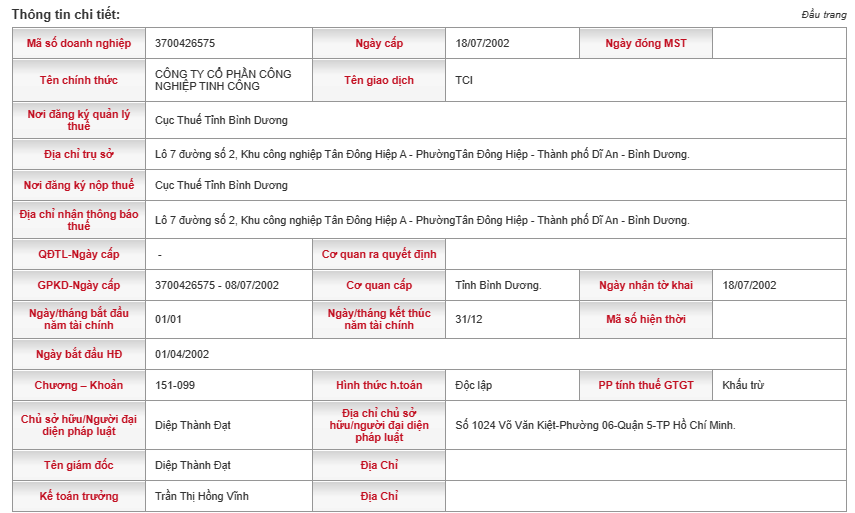 Thông tin chi tiết:
Đầu trang
Mã số doanh nghiệp 3700426575 Ngày cấp 18/07/2002 Ngày đóng MST
Tên chính thức CÔNG TY CỔ PHẦN CÔNG
NGHIỆP TINH CÔNG Tên giao dịch TCI
Nơi đăng ký quản lý
thuế
Cục Thuế Tỉnh Bình Dương
Địa chỉ trụ sở Lô 7 đường số 2, Khu công nghiệp Tân Đông Hiệp A - PhườngTân Đông Hiệp - Thành phố Dĩ An - Bình Dương.
Nơi đăng ký nộp thuế Cục Thuế Tỉnh Bình Dương
Địa chỉ nhận thông báo
thuế
Lô 7 đường số 2, Khu công nghiệp Tân Đông Hiệp A - PhườngTân Đông Hiệp - Thành phố Dĩ An - Bình Dương.
QĐTL-Ngày cấp - Cơ quan ra quyết định
GPKD-Ngày cấp 3700426575 - 08/07/2002 Cơ quan cấp Tỉnh Bình Dương. Ngày nhận tờ khai 18/07/2002
Ngày/tháng bắt đầu
năm tài chính
01/01
Ngày/tháng kết thúc
năm tài chính
31/12
Mã số hiện thời
Ngày bắt đầu HĐ 01/04/2002
Chương – Khoản 151-099 Hình thức h.toán Độc lập PP tính thuế GTGT Khấu trừ
Chủ sở hữu/Người đại
diện pháp luật
Diệp Thành Đạt
Địa chỉ chủ sở
hữu/người đại diện
pháp luật
Số 1024 Võ Văn Kiệt-Phường 06-Quận 5-TP Hồ Chí Minh.
Tên giám đốc Diệp Thành Đạt Địa Chỉ
Kế toán trưởng Trần Thị Hồng Vĩnh Địa Chỉ